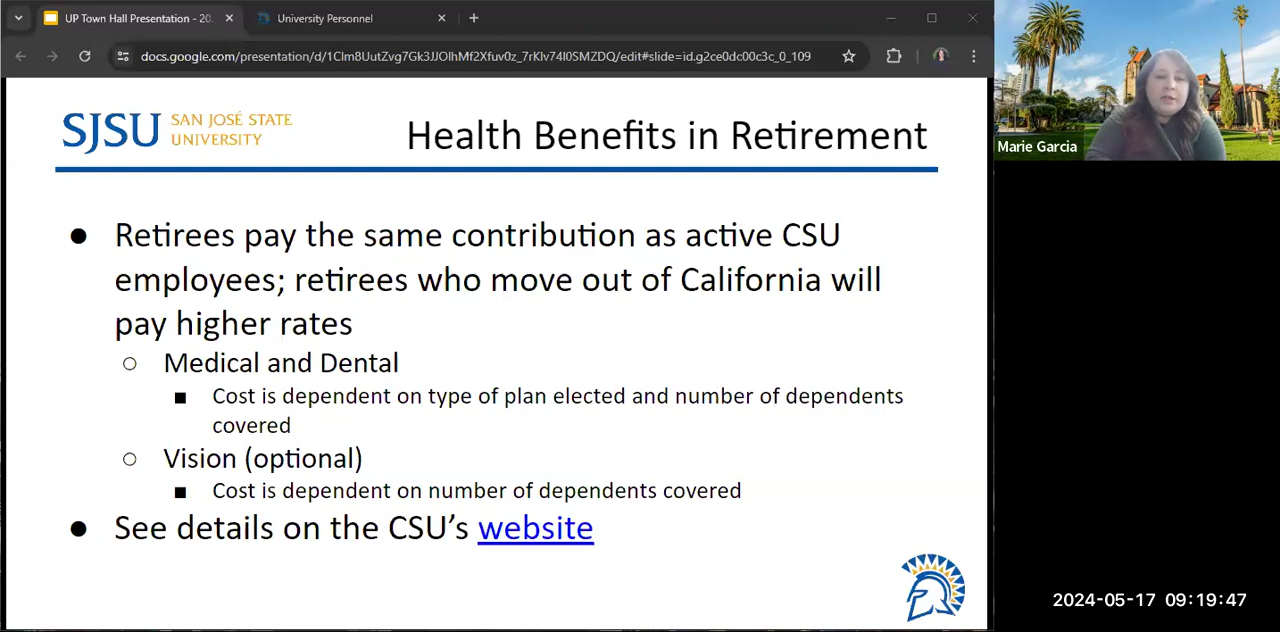 UP Town Hall Presentation - 20
University Personnel
docs.google.com/presentation/d/1Clm8UutZvg7Gk3JJOlhMf2Xfuv0z_7rKlv74l0SMZDQ/edit#slide=id.g2ce0dc00c3c_0_109
SJSU SAN JOSÉ STATE
UNIVERSITY
Health Benefits in Retirement
● Retirees pay the same contribution as active CSU
employees; retirees who move out of California will
pay higher rates
○ Medical and Dental
■ Cost is dependent on type of plan elected and number of dependents
covered
○ Vision (optional)
■ Cost is dependent on number of dependents covered
● See details on the CSU’s website
Marie Garcia
2024-05-17 09:19:47